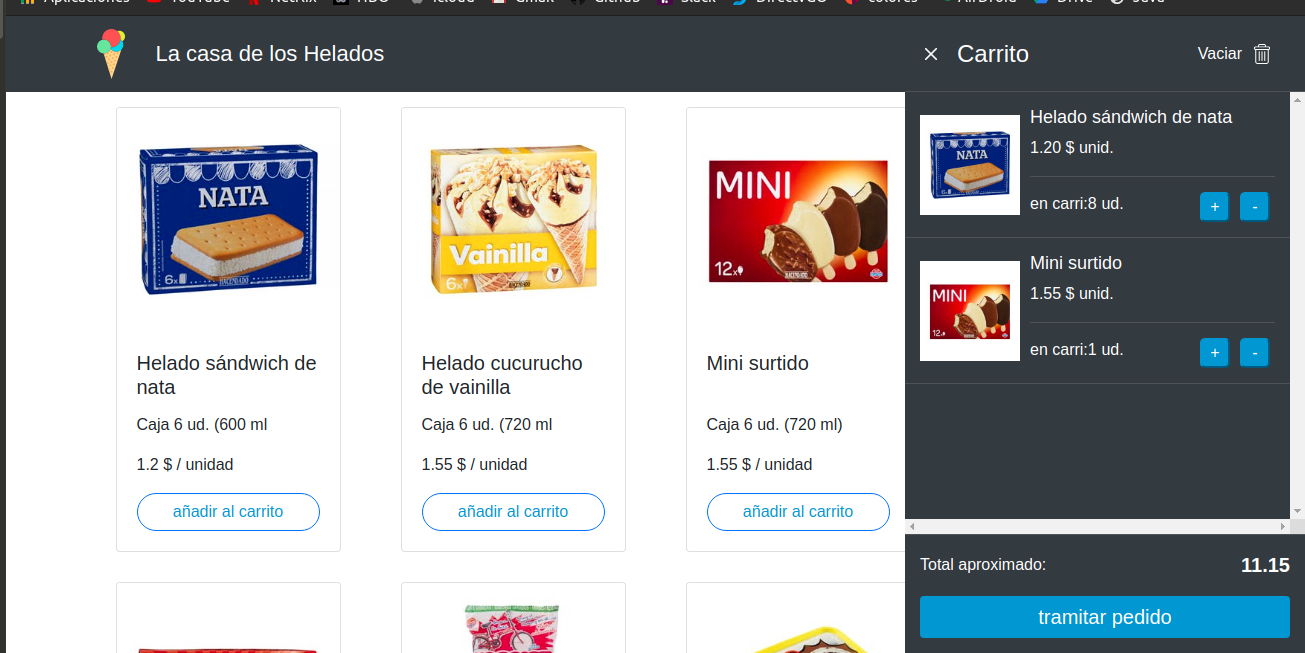 Aplicaciones YouTube Netflix HBO icloud Gmail GitHub Slack DirectvGO colores AirDroid Drive Java
La casa de los Helados
× Carrito
Vaciar
NATA
6x
HACENDADO
Vainilla
6x
HACENDADO
MINI
12x
HACENDADO
Helado sándwich de
nata
Caja 6 ud. (600 ml
1.2 $ / unidad
añadir al carrito
Helado cucurucho
de vainilla
Caja 6 ud. (720 ml
1.55 $ / unidad
añadir al carrito
Mini surtido
Caja 6 ud. (720 ml)
1.55 $ / unidad
añadir al carrito
NATA
Helado sándwich de nata
1.20 $ unid.
en carri:8 ud.
+ -
MINI
12x
Mini surtido
1.55 $ unid.
en carri:1 ud.
+ -
Total aproximado:
11.15
tramitar pedido